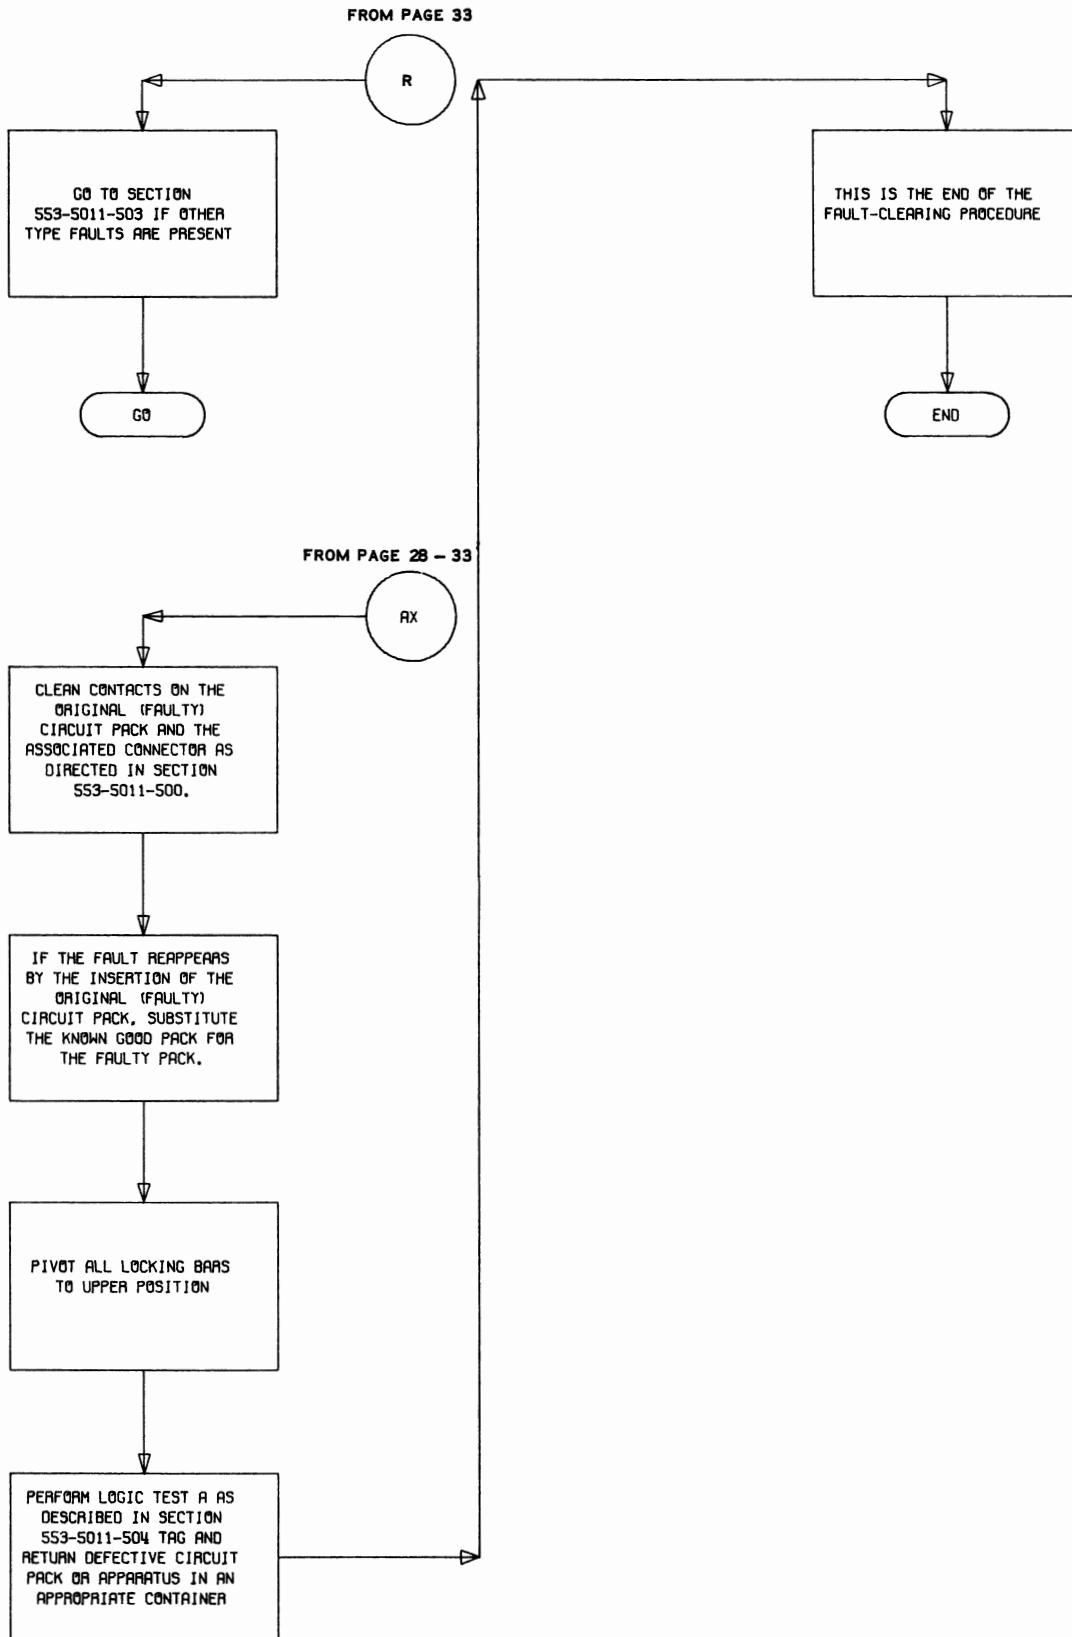 FROM PAGE 33
R
GO TO SECTION
553-5011-503 IF OTHER
TYPE FAULTS ARE PRESENT
THIS IS THE END OF THE
FAULT-CLEARING PROCEDURE
GO
END
FROM PAGE 28 – 33
AX
CLEAN CONTACTS ON THE
ORIGINAL (FAULTY)
CIRCUIT PACK AND THE
ASSOCIATED CONNECTOR AS
DIRECTED IN SECTION
553-5011-500.
IF THE FAULT REAPPEARS
BY THE INSERTION OF THE
ORIGINAL (FAULTY)
CIRCUIT PACK, SUBSTITUTE
THE KNOWN GOOD PACK FOR
THE FAULTY PACK.
PIVOT ALL LOCKING BARS
TO UPPER POSITION
PERFORM LOGIC TEST A AS
DESCRIBED IN SECTION
553-5011-504 TAG AND
RETURN DEFECTIVE CIRCUIT
PACK OR APPARATUS IN AN
APPROPRIATE CONTAINER